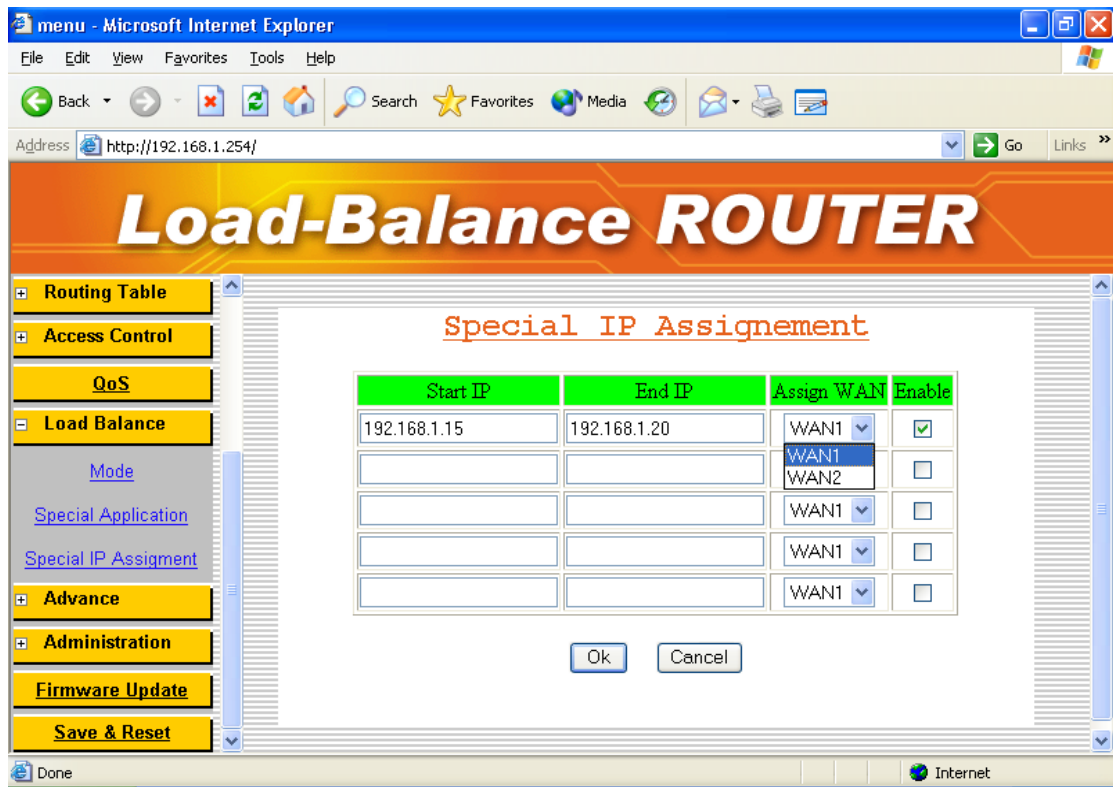 menu - Microsoft Internet Explorer
File Edit View Favorites Tools Help
Back Search Favorites Media
Address http://192.168.1.254/ Go Links »
Load-Balance ROUTER
Routing Table
Access Control
QoS
Load Balance
Mode
Special Application
Special IP Assigment
Advance
Administration
Firmware Update
Save & Reset
Special IP Assignement
Start IP End IP Assign WAN Enable
192.168.1.15 192.168.1.20 WAN1
WAN1
WAN2
WAN1
WAN1
WAN1
Ok Cancel
Done Internet